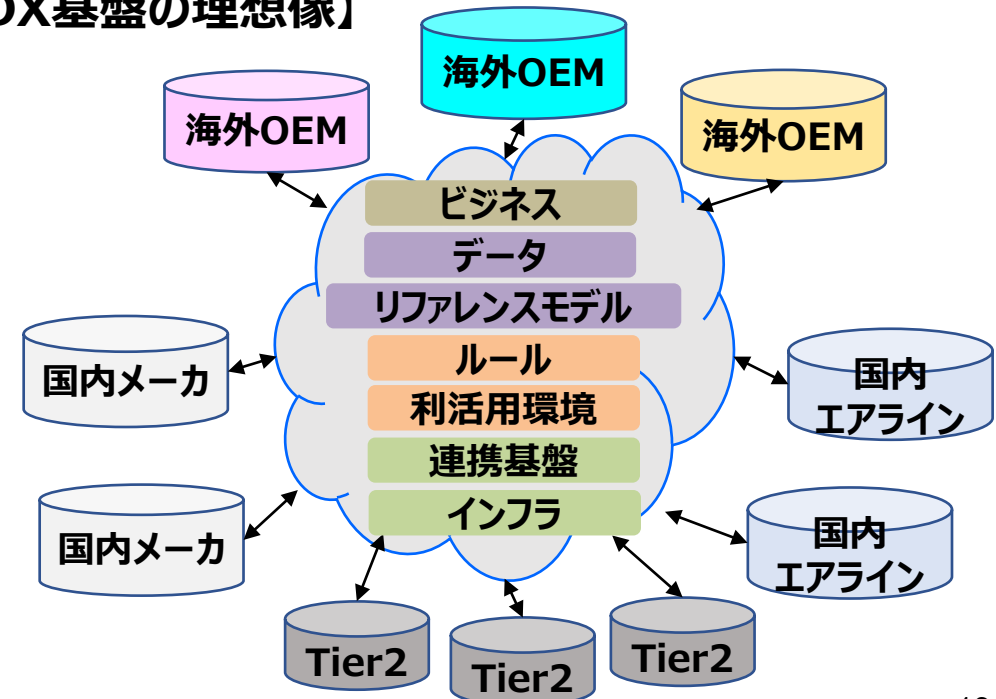 DX基盤の理想像】
海外OEM
海外OEM
海外OEM
ビジネス
データ
リファレンスモデル
ルール
利活用環境
連携基盤
インフラ
国内メーカ
国内
エアライン
国内メーカ
国内
エアライン
Tier2
Tier2
Tier2